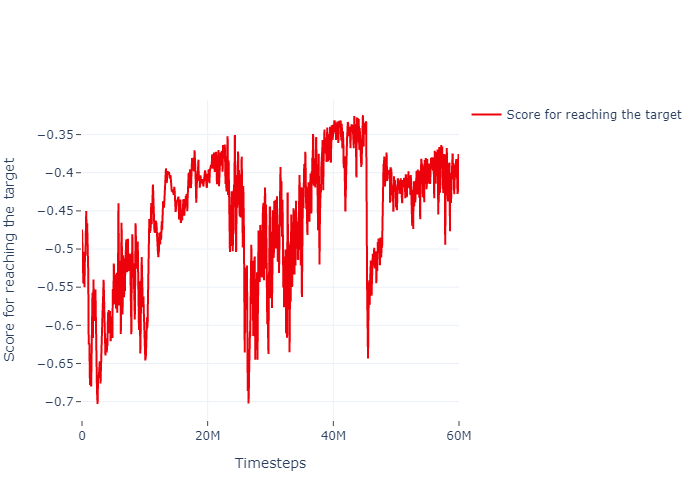 Score for reaching the target
−0.35
−0.4
−0.45
−0.5
−0.55
−0.6
−0.65
−0.7
Score for reaching the target
0
20M
40M
60M
Timesteps